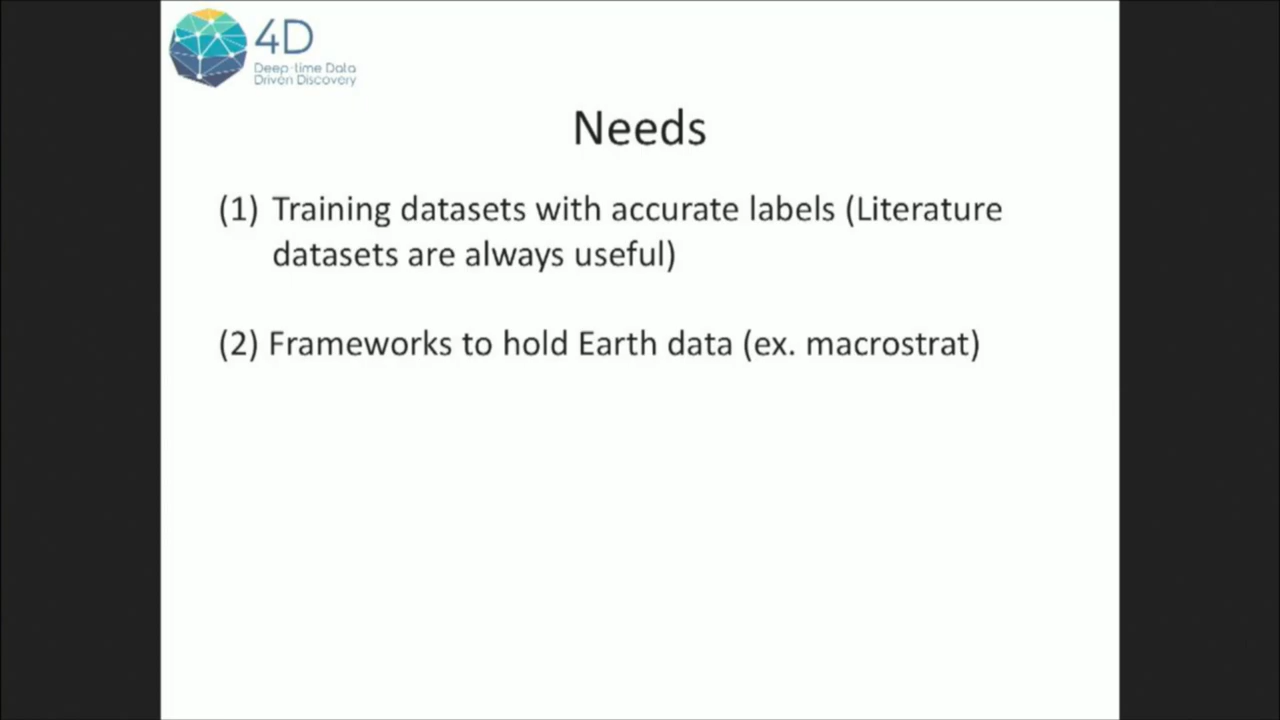 4D
Deep-time Data
Driven Discovery
Needs
(1) Training datasets with accurate labels (Literature
datasets are always useful)
(2) Frameworks to hold Earth data (ex. macrostrat)